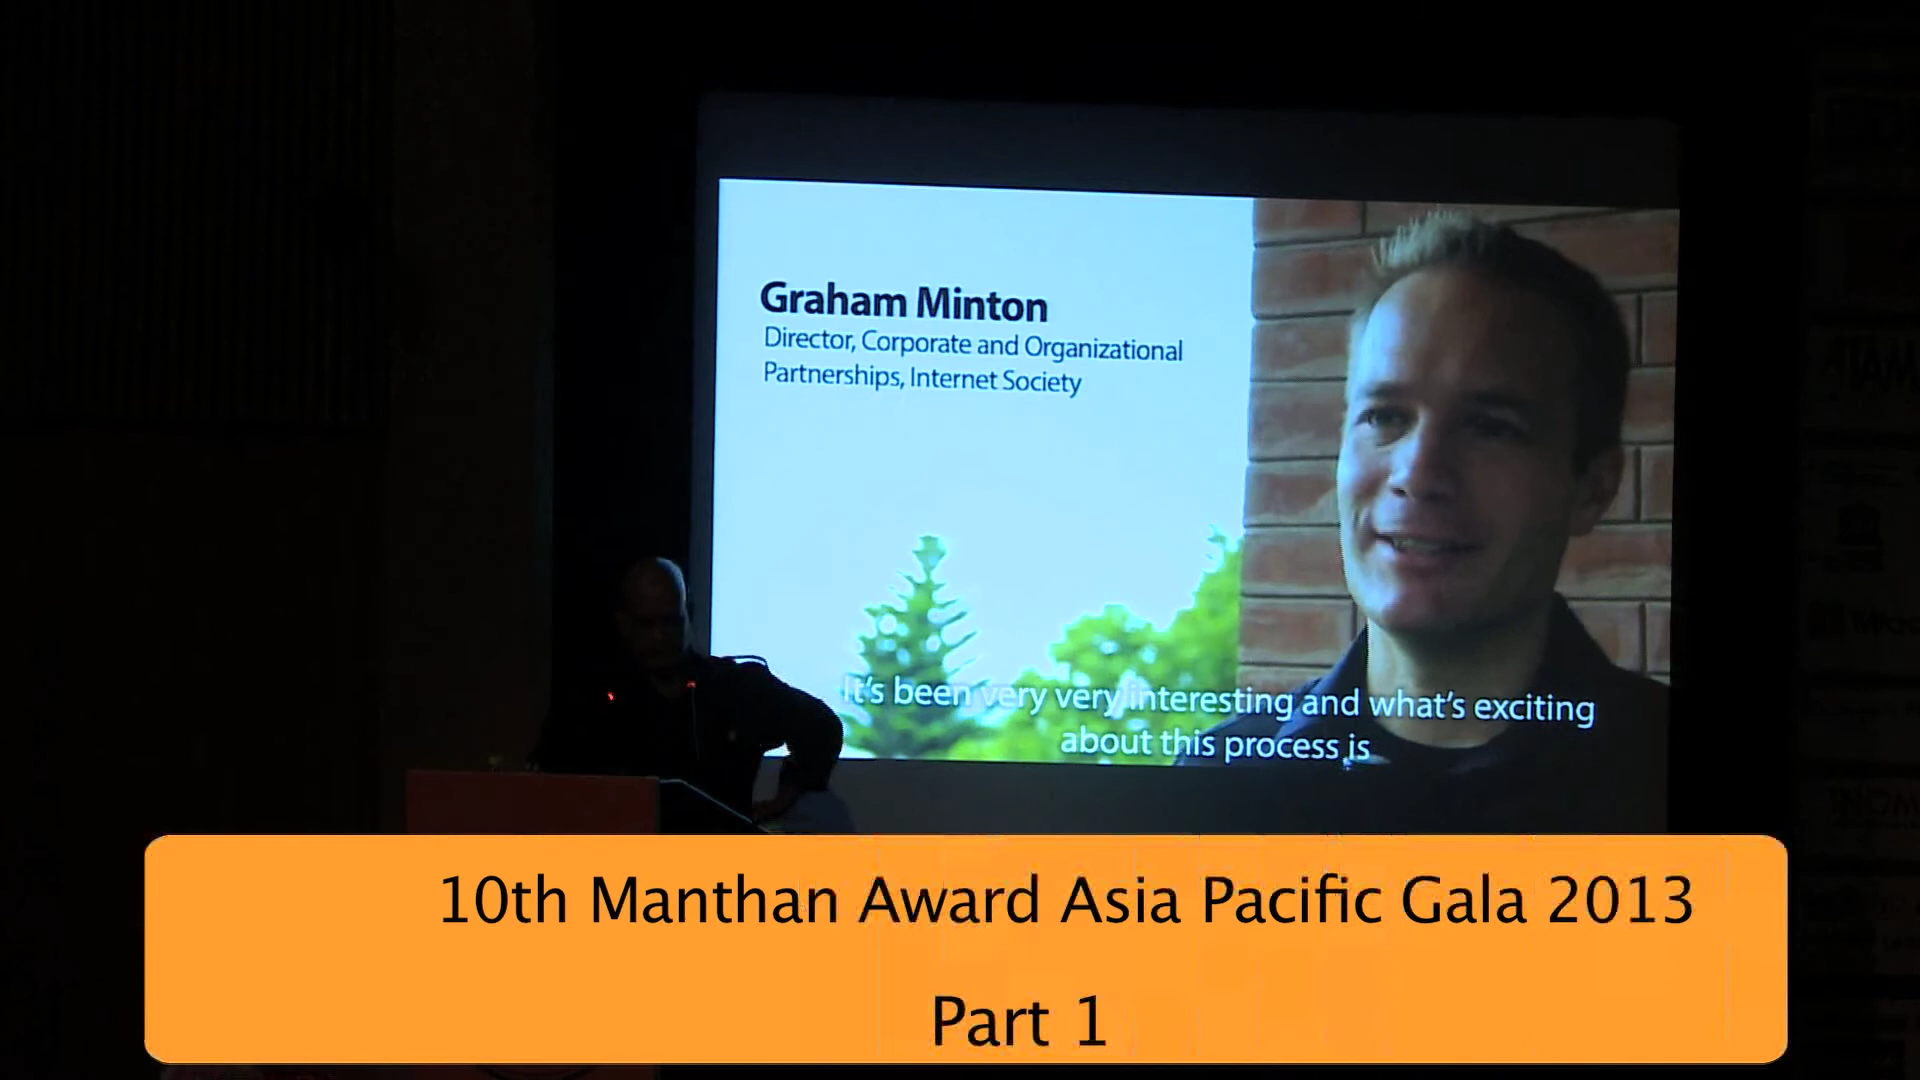 Graham Minton
Director, Corporate and Organizational
Partnerships, Internet Society
It's been very very interesting and what's exciting
about this process is
10th Manthan Award Asia Pacific Gala 2013
Part 1